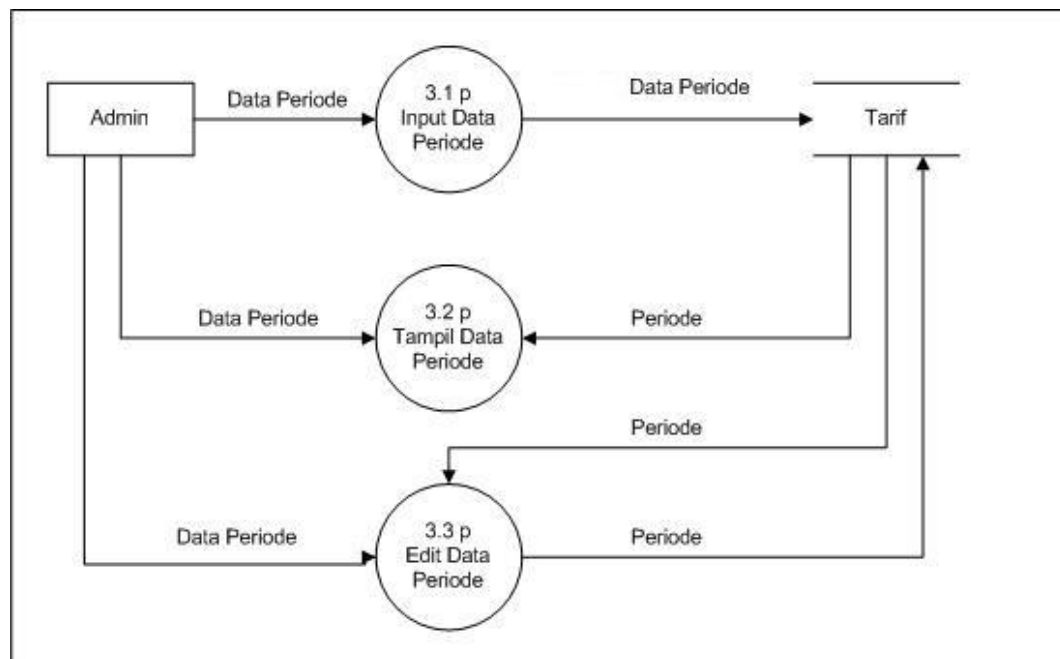 Admin
Data Periode
3.1 p
Input Data
Periode
Data Periode
Tarif
Data Periode
3.2 p
Tampil Data
Periode
Periode
Periode
Data Periode
3.3 p
Edit Data
Periode
Periode